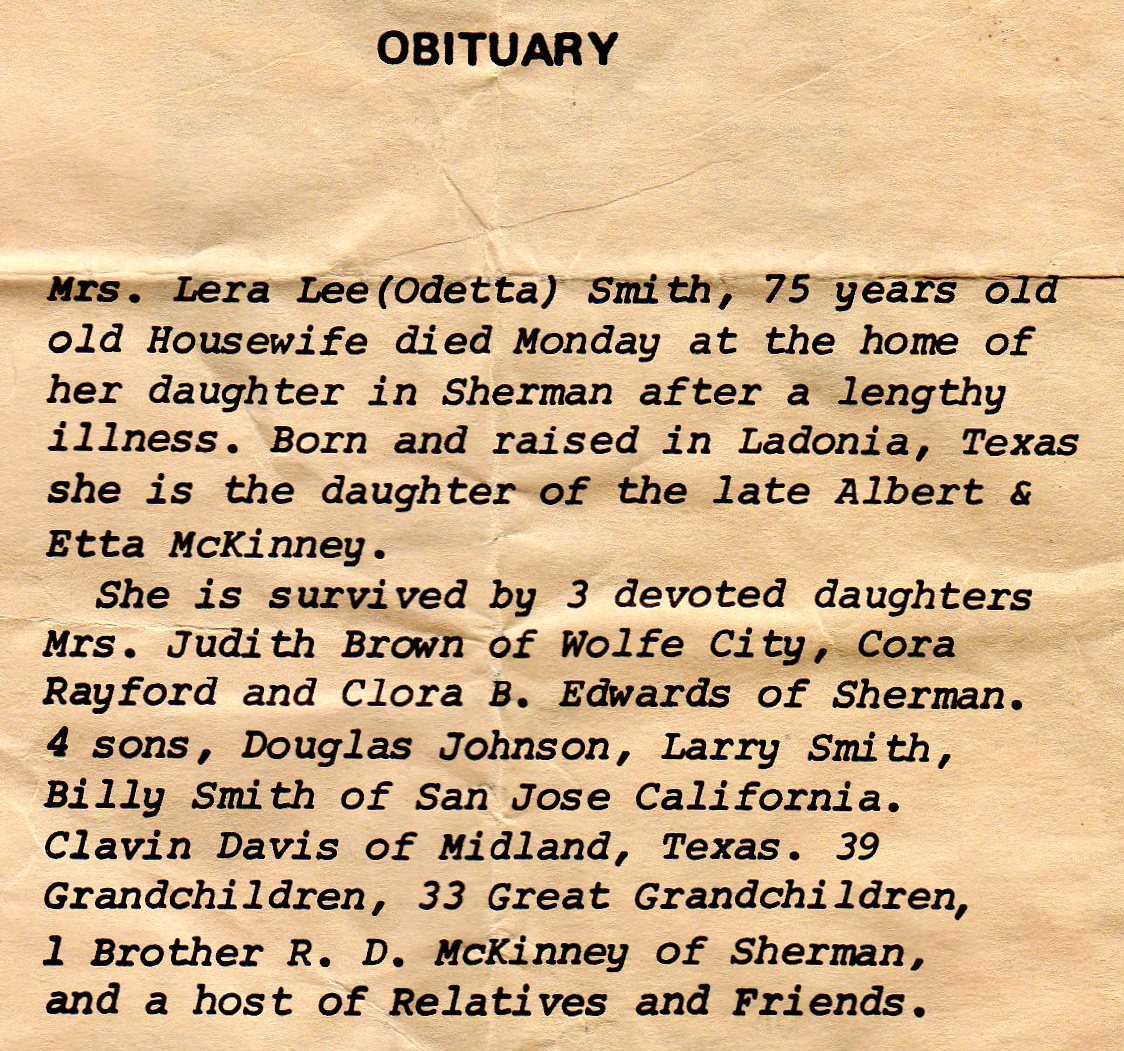 OBITUARY
Mrs. Lera Lee(Odetta) Smith, 75 years old
old Housewife died Monday at the home of
her daughter in Sherman after a lengthy
illness. Born and raised in Ladonia, Texas
she is the daughter of the late Albert &
Etta McKinney.
She is survived by 3 devoted daughters
Mrs. Judith Brown of Wolfe City, Cora
Rayford and Clora B. Edwards of Sherman.
4 sons, Douglas Johnson, Larry Smith,
Billy Smith of San Jose California.
Clavin Davis of Midland, Texas. 39
Grandchildren, 33 Great Grandchildren,
1 Brother R. D. McKinney of Sherman,
and a host of Relatives and Friends.